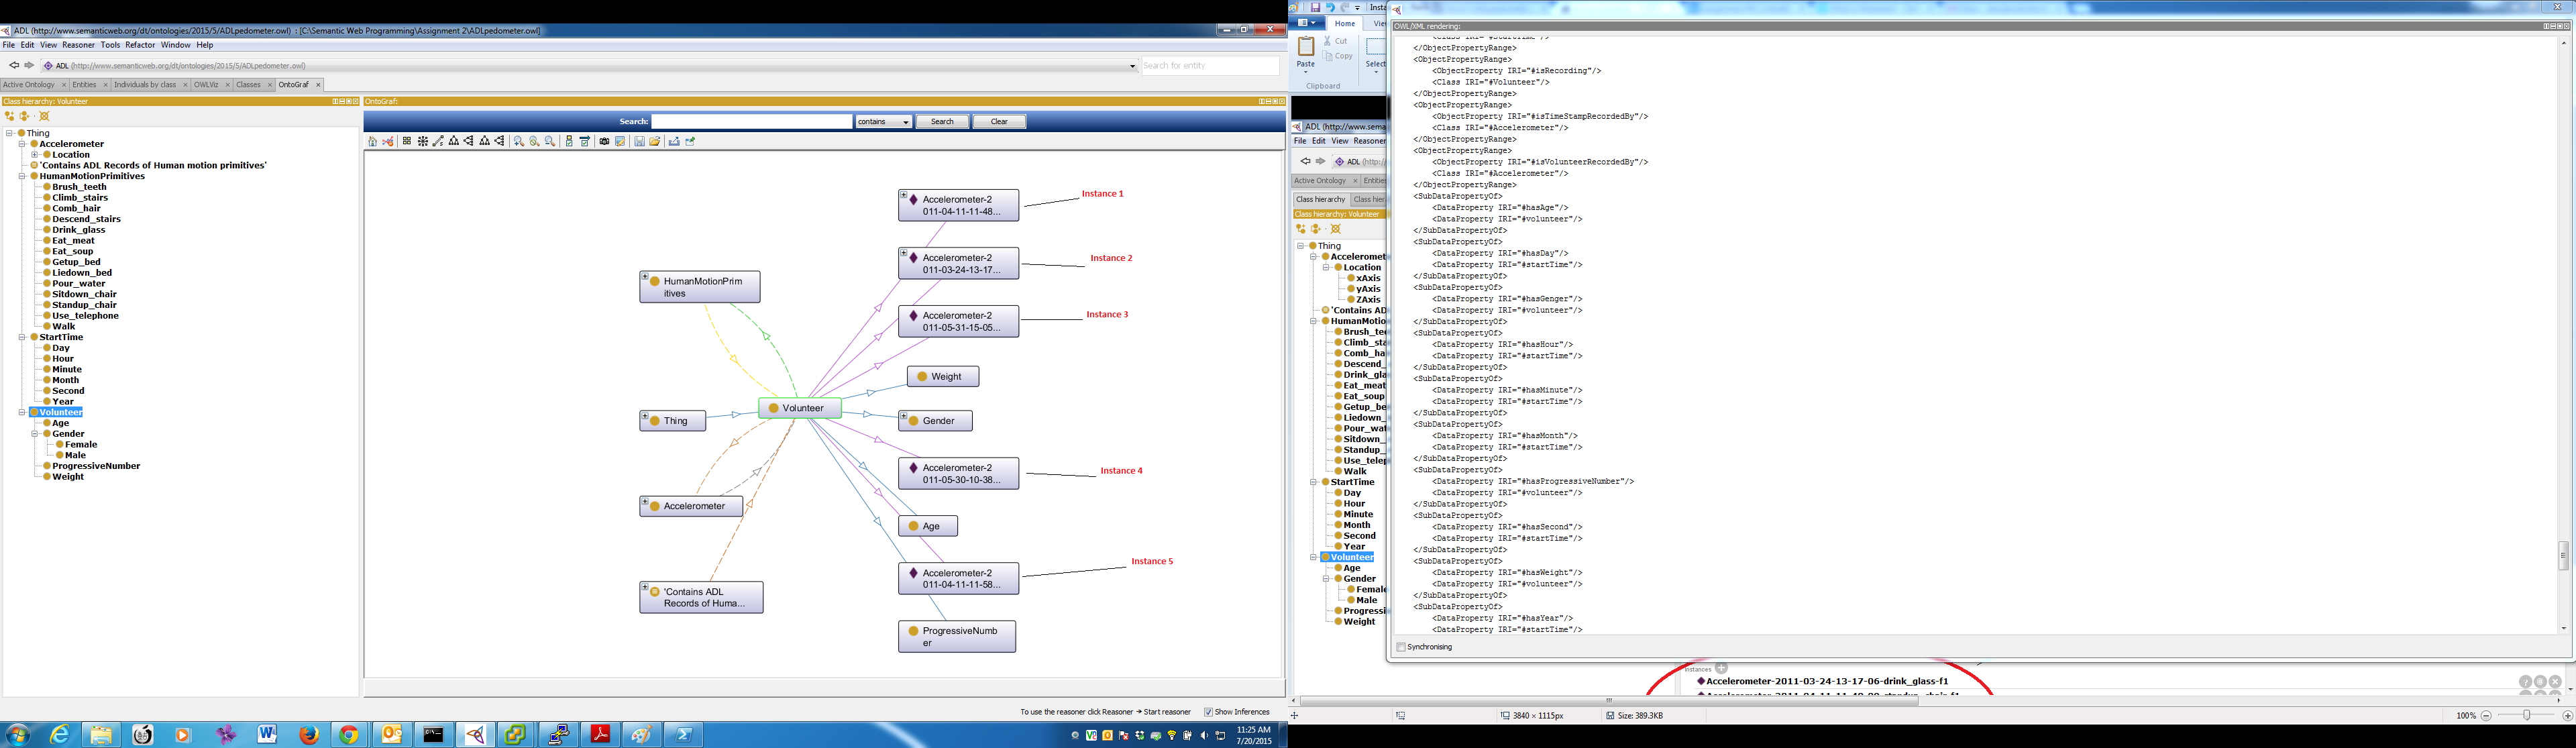 ADL (http://www.semanticweb.org/dt/ontologies/2015/5/ADLpedometer.owl) : [C:\Semantic Web Programming\Assignment 2\ADLpedometer.owl]
File Edit View Reasoner Tools Refactor Window Help
ADL (http://www.semanticweb.org/dt/ontologies/2015/5/ADLpedometer.owl)
Search for entity
Active Ontology Entities Individuals by class OWLViz Classes OntoGraf
Class hierarchy: Volunteer
Thing
Accelerometer
Location
'Contains ADL Records of Human motion primitives'
HumanMotionPrimitives
Brush_teeth
Climb_stairs
Comb_hair
Descend_stairs
Drink_glass
Eat_meat
Eat_soup
Getup_bed
Liedown_bed
Pour_water
Sitdown_chair
Standup_chair
Use_telephone
Walk
StartTime
Day
Hour
Minute
Month
Second
Year
Volunteer
Age
Gender
Female
Male
ProgressiveNumber
Weight
OntoGraf:
Search: contains Search Clear
Accelerometer-2
011-04-11-11-48...
Instance 1
Accelerometer-2
011-03-24-13-17...
Instance 2
HumanMotionPrim
itives
Accelerometer-2
011-05-31-15-05...
Instance 3
Weight
Volunteer
Thing
Gender
Accelerometer-2
011-05-30-10-38...
Instance 4
Accelerometer
Age
Accelerometer-2
011-04-11-11-58...
Instance 5
'Contains ADL
Records of Huma...
ProgressiveNumb
er
To use the reasoner click Reasoner → Start reasoner Show Inferences
11:25 AM
7/20/2015
Insta
Home Vie
Paste
Cut
Copy
Select
Clipboard
ADL (http://www.sema
File Edit View Reasoner
ADL (http:/
Active Ontology Entities
Class hierarchy Class hier
Class hierarchy: Volunteer
Thing
Acceleromet
Location
xAxis
yAxis
ZAxis
'Contains AD
HumanMotio
Brush_tee
Climb_sta
Comb_ha
Descend_
Drink_gla
Eat_meat
Eat_soup
Getup_be
Liedown_
Pour_wat
Sitdown_
Standup_
Use_telep
Walk
StartTime
Day
Hour
Minute
Month
Second
Year
Volunteer
Age
Gender
Female
Male
Progressi
Weight
OWL/XML rendering:
<Class IRI="#StartTime"/>
</ObjectPropertyRange>
<ObjectPropertyRange>
<ObjectProperty IRI="#isRecording"/>
<Class IRI="#Volunteer"/>
</ObjectPropertyRange>
<ObjectPropertyRange>
<ObjectProperty IRI="#isTimeStampRecordedBy"/>
<Class IRI="#Accelerometer"/>
</ObjectPropertyRange>
<ObjectPropertyRange>
<ObjectProperty IRI="#isVolunteerRecordedBy"/>
<Class IRI="#Accelerometer"/>
</ObjectPropertyRange>
<SubDataPropertyOf>
<DataProperty IRI="#hasAge"/>
<DataProperty IRI="#volunteer"/>
</SubDataPropertyOf>
<SubDataPropertyOf>
<DataProperty IRI="#hasDay"/>
<DataProperty IRI="#startTime"/>
</SubDataPropertyOf>
<SubDataPropertyOf>
<DataProperty IRI="#hasGenger"/>
<DataProperty IRI="#volunteer"/>
</SubDataPropertyOf>
<SubDataPropertyOf>
<DataProperty IRI="#hasHour"/>
<DataProperty IRI="#startTime"/>
</SubDataPropertyOf>
<SubDataPropertyOf>
<DataProperty IRI="#hasMinute"/>
<DataProperty IRI="#startTime"/>
</SubDataPropertyOf>
<SubDataPropertyOf>
<DataProperty IRI="#hasMonth"/>
<DataProperty IRI="#startTime"/>
</SubDataPropertyOf>
<SubDataPropertyOf>
<DataProperty IRI="#hasProgressiveNumber"/>
<DataProperty IRI="#volunteer"/>
</SubDataPropertyOf>
<SubDataPropertyOf>
<DataProperty IRI="#hasSecond"/>
<DataProperty IRI="#startTime"/>
</SubDataPropertyOf>
<SubDataPropertyOf>
<DataProperty IRI="#hasWeight"/>
<DataProperty IRI="#volunteer"/>
</SubDataPropertyOf>
<SubDataPropertyOf>
<DataProperty IRI="#hasYear"/>
<DataProperty IRI="#startTime"/>
Synchronising
Instances
Accelerometer-2011-03-24-13-17-06-drink_glass-f1
3840 × 1115px Size: 389.3KB 100%